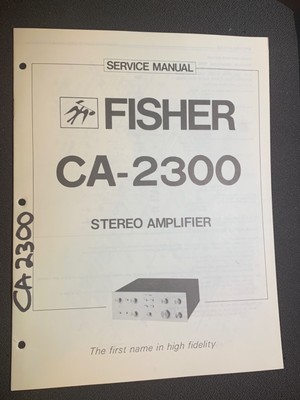 SERVICE MANUAL
FISHER
CA-2300
STEREO AMPLIFIER
The first name in high fidelity.
CA 2300